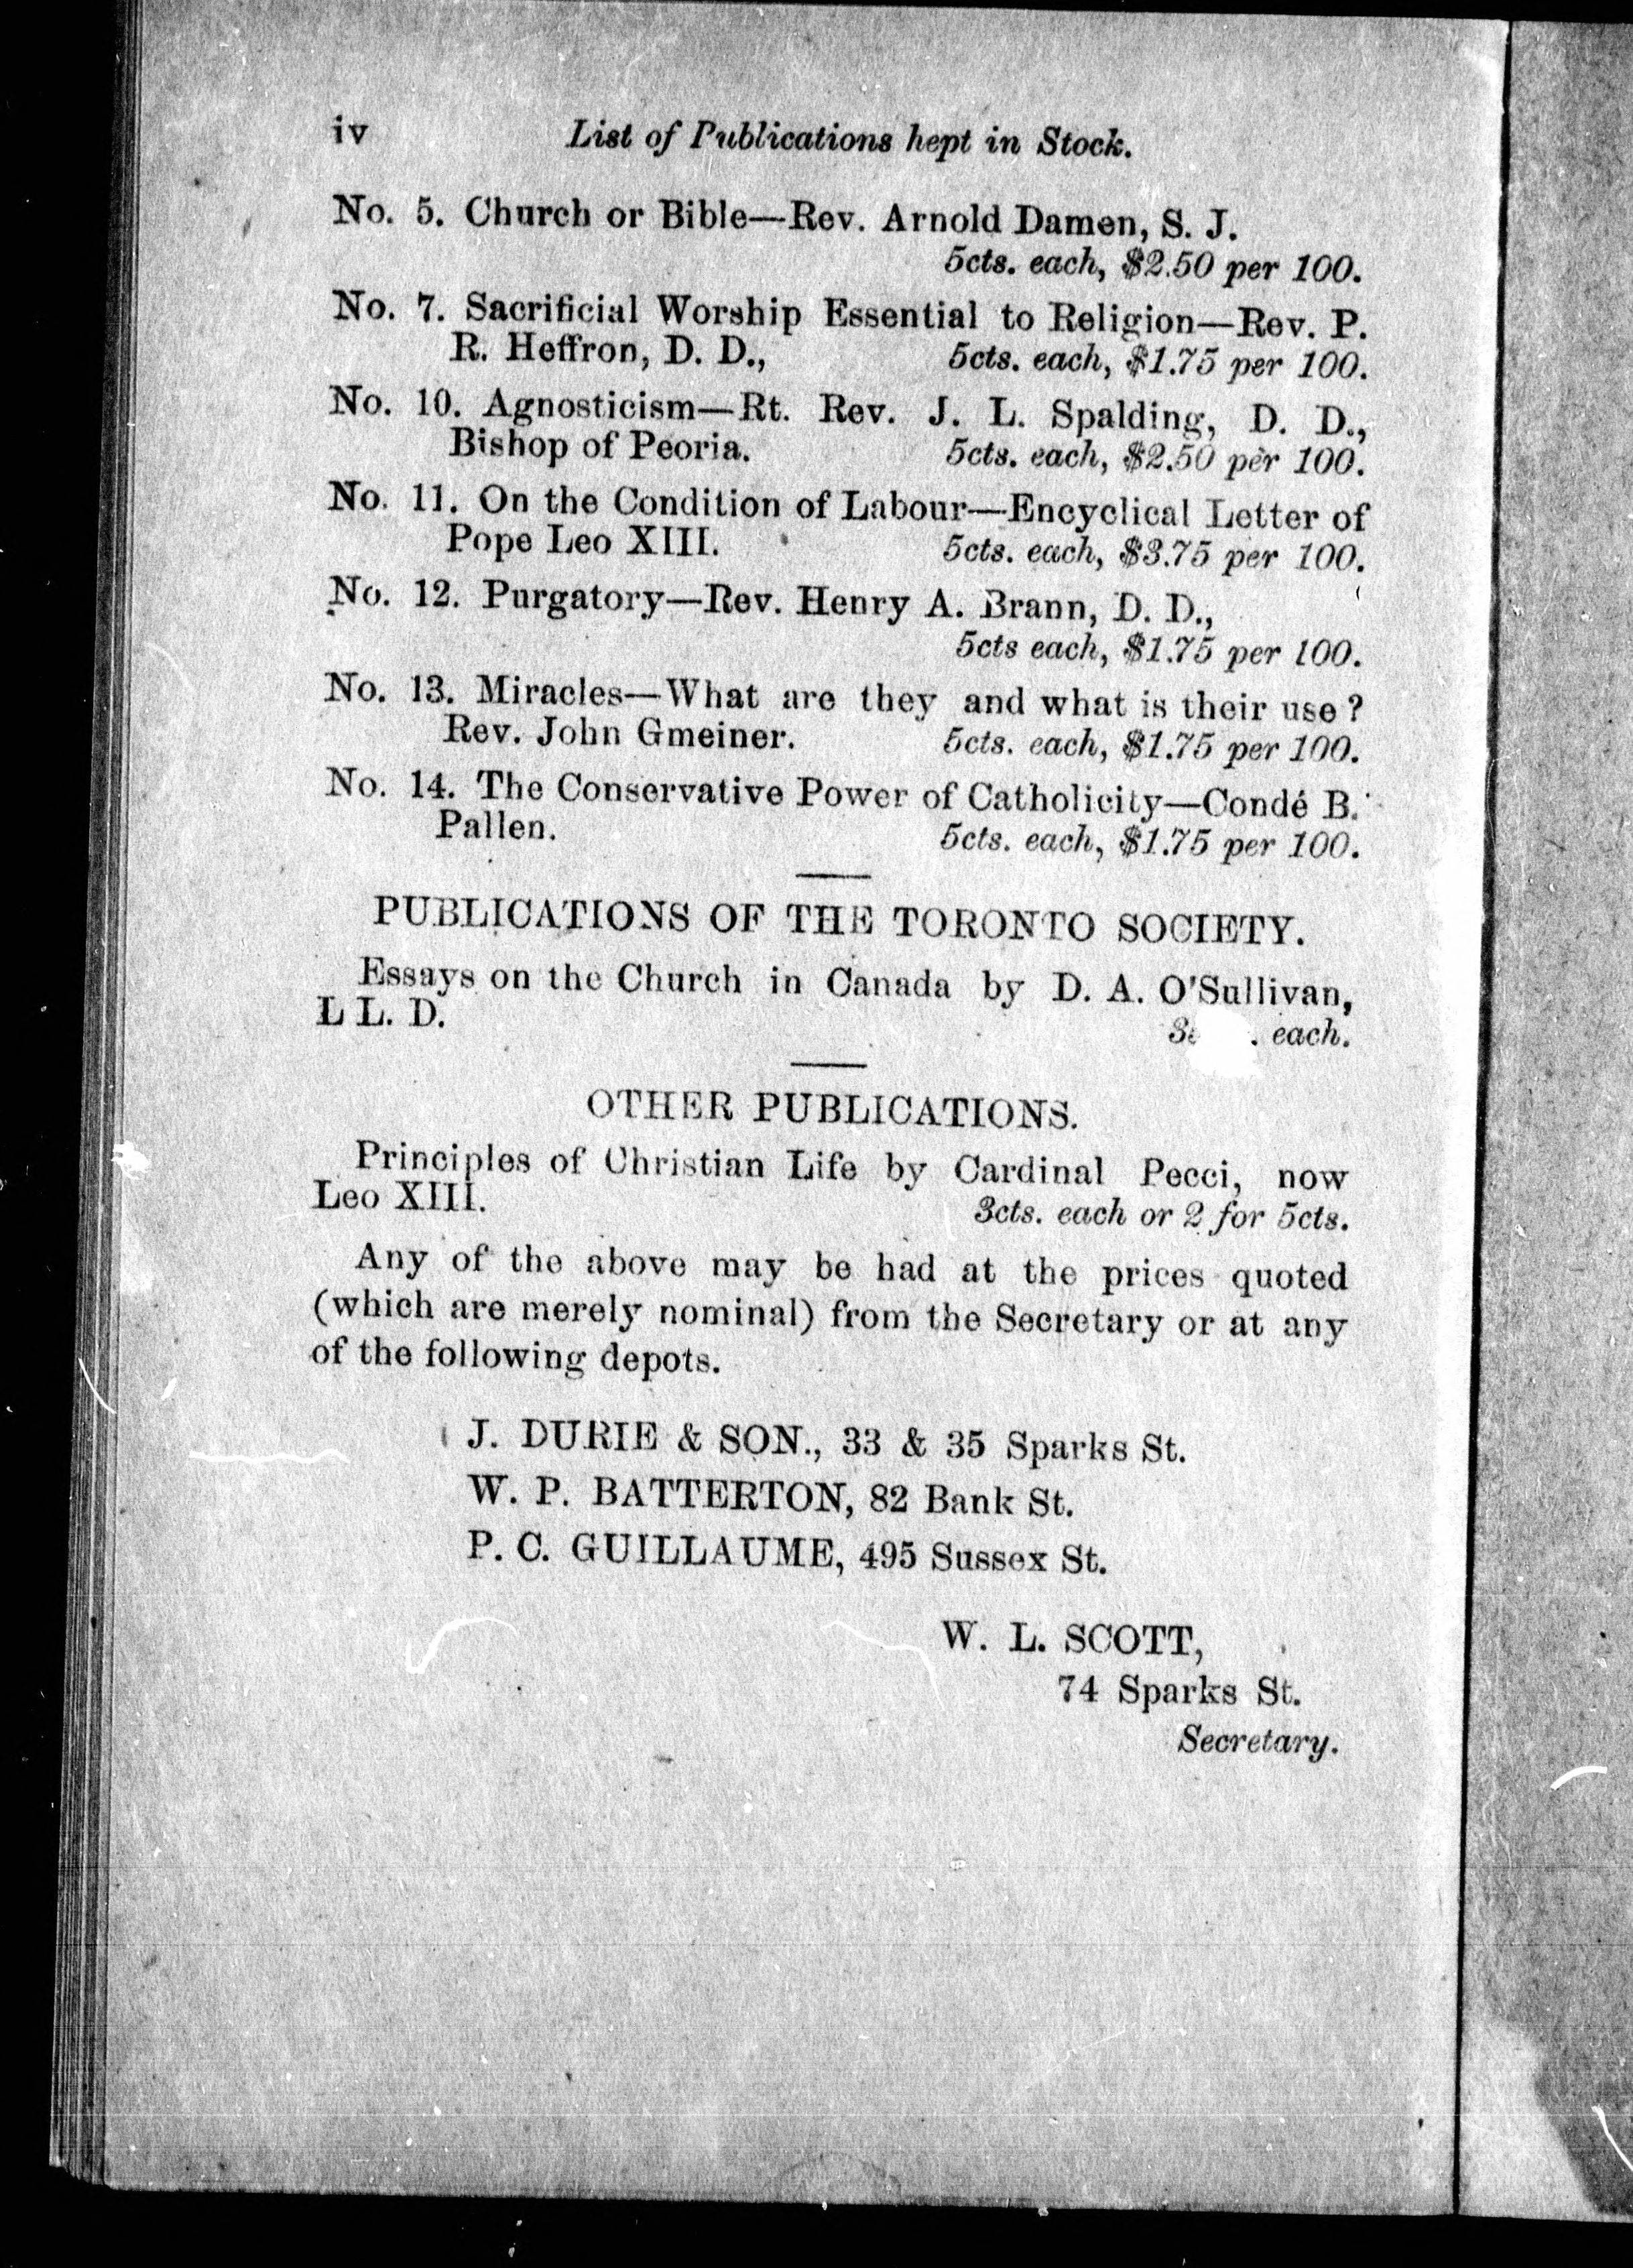 iv List of Publications hept in Stock.
No. 5. Church or Bible—Rev. Arnold Damen, S. J.
5cts. each, $2.50 per 100.
No. 7. Sacrificial Worship Essential to Religion—Rev. P.
R. Heffron, D. D., 5cts. each, $1.75 per 100.
No. 10. Agnosticism—Rt. Rev. J. L. Spalding, D. D.,
Bishop of Peoria. 5cts. each, $2.50 per 100.
No. 11. On the Condition of Labour—Encyclical Letter of
Pope Leo XIII. 5cts. each, $3.75 per 100.
No. 12. Purgatory—Rev. Henry A. Brann, D. D.,
5cts each, $1.75 per 100.
No. 13. Miracles—What are they and what is their use ?
Rev. John Gmeiner. 5cts. each, $1.75 per 100.
No. 14. The Conservative Power of Catholicity—Condé B.
Pallen. 5cts. each, $1.75 per 100.
PUBLICATIONS OF THE TORONTO SOCIETY.
Essays on the Church in Canada by D. A. O'Sullivan,
L L. D. each.
OTHER PUBLICATIONS.
Principles of Christian Life by Cardinal Pecci, now
Leo XIII. 3cts. each or 2 for 5cts.
Any of the above may be had at the prices quoted
(which are merely nominal) from the Secretary or at any
of the following depots.
J. DURIE & SON., 33 & 35 Sparks St.
W. P. BATTERTON, 82 Bank St.
P. C. GUILLAUME, 495 Sussex St.
W. L. SCOTT,
74 Sparks St.
Secretary.